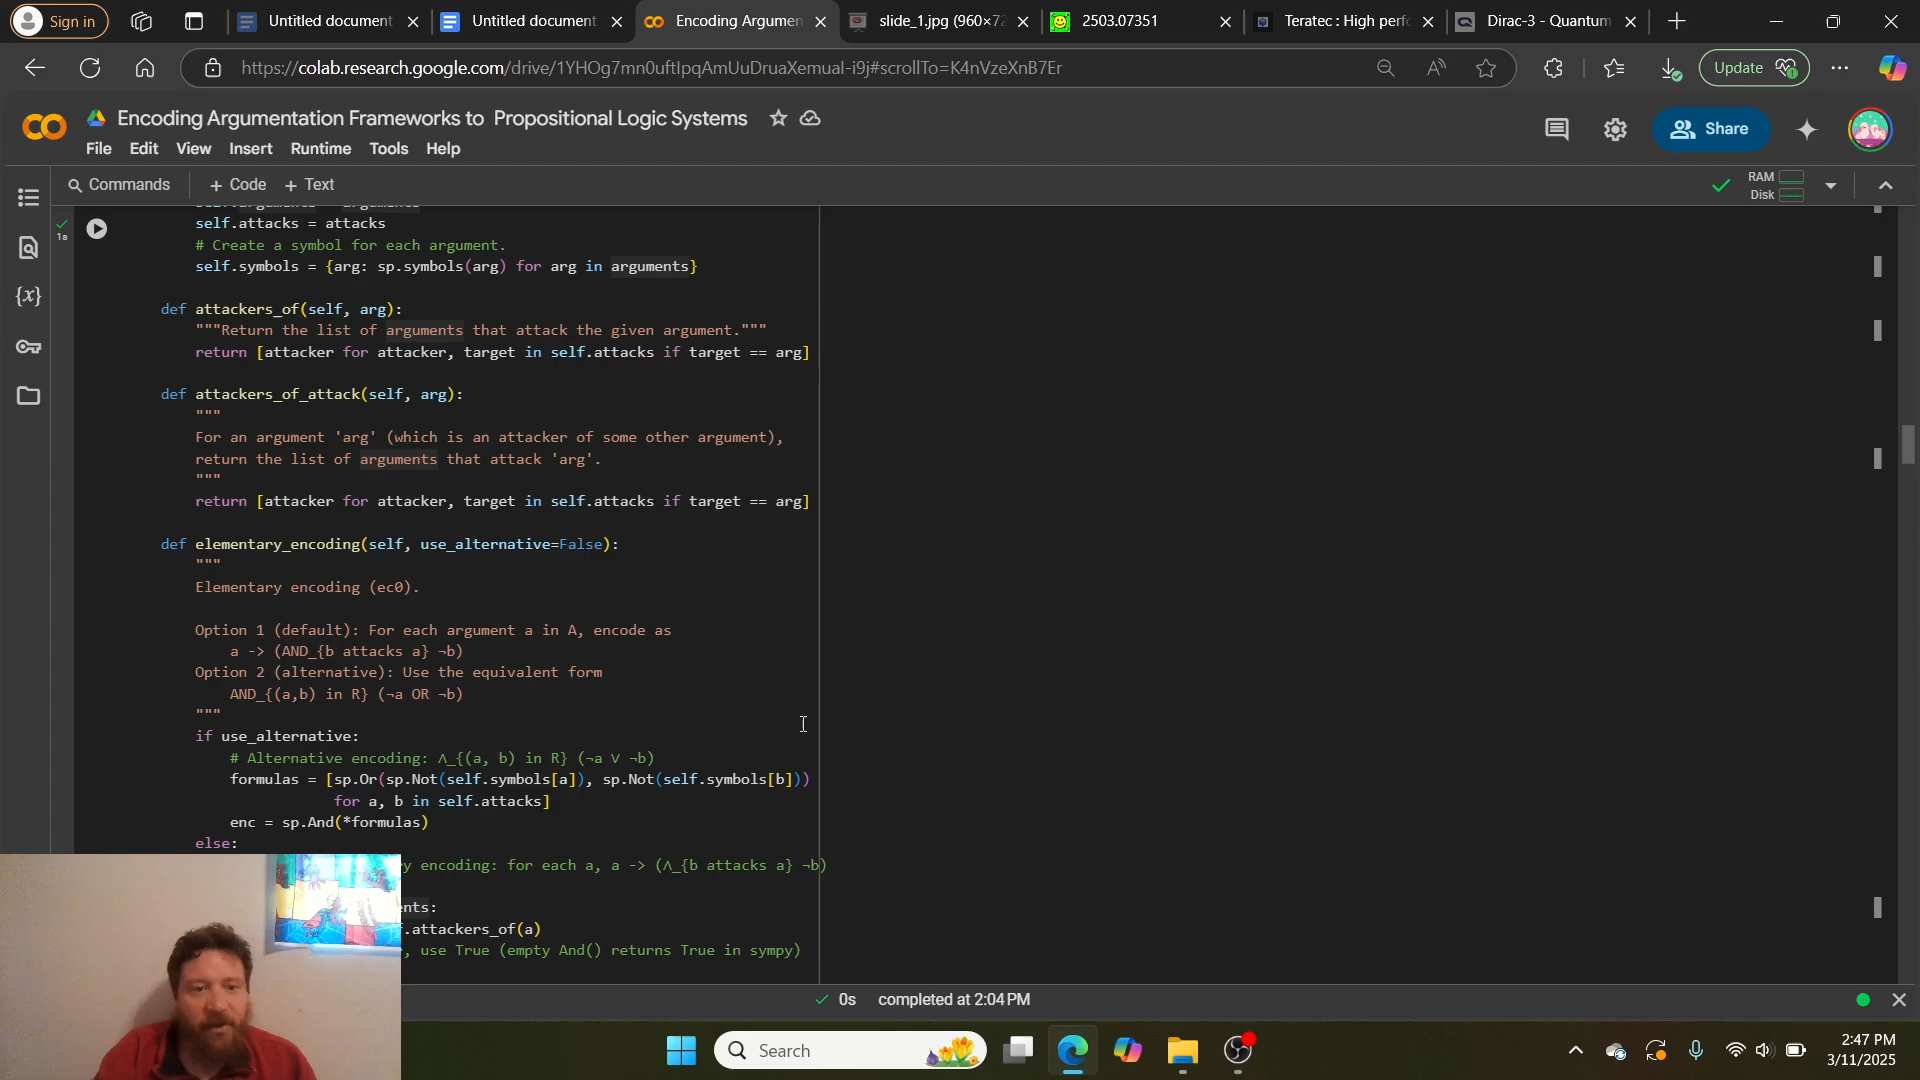 Sign in
Untitled document
Untitled document
Encoding Argumen
slide_1.jpg (960×72
2503.07351
Teratec : High perfo
Dirac-3 - Quantum
https://colab.research.google.com/drive/1YHOg7mn0uftIpqAmUuDruaXemuaI-i9j#scrollTo=K4nVzeXnB7Er
Update
Encoding Argumentation Frameworks to Propositional Logic Systems
File Edit View Insert Runtime Tools Help
Share
Commands
+ Code + Text
RAM
Disk
1s
self.attacks = attacks
# Create a symbol for each argument.
self.symbols = {arg: sp.symbols(arg) for arg in arguments}
def attackers_of(self, arg):
"""Return the list of arguments that attack the given argument."""
return [attacker for attacker, target in self.attacks if target == arg]
def attackers_of_attack(self, arg):
"""
For an argument 'arg' (which is an attacker of some other argument),
return the list of arguments that attack 'arg'.
"""
return [attacker for attacker, target in self.attacks if target == arg]
def elementary_encoding(self, use_alternative=False):
"""
Elementary encoding (ec0).
Option 1 (default): For each argument a in A, encode as
a -> (AND_{b attacks a} ¬b)
Option 2 (alternative): Use the equivalent form
AND_{(a,b) in R} (¬a OR ¬b)
"""
if use_alternative:
# Alternative encoding: ∧_{(a, b) in R} (¬a ∨ ¬b)
formulas = [sp.Or(sp.Not(self.symbols[a]), sp.Not(self.symbols[b]))
for a, b in self.attacks]
enc = sp.And(*formulas)
else:
y encoding: for each a, a -> (∧_{b attacks a} ¬b)
nts:
f.attackers_of(a)
, use True (empty And() returns True in sympy)
0s completed at 2:04 PM
Search
2:47 PM
3/11/2025